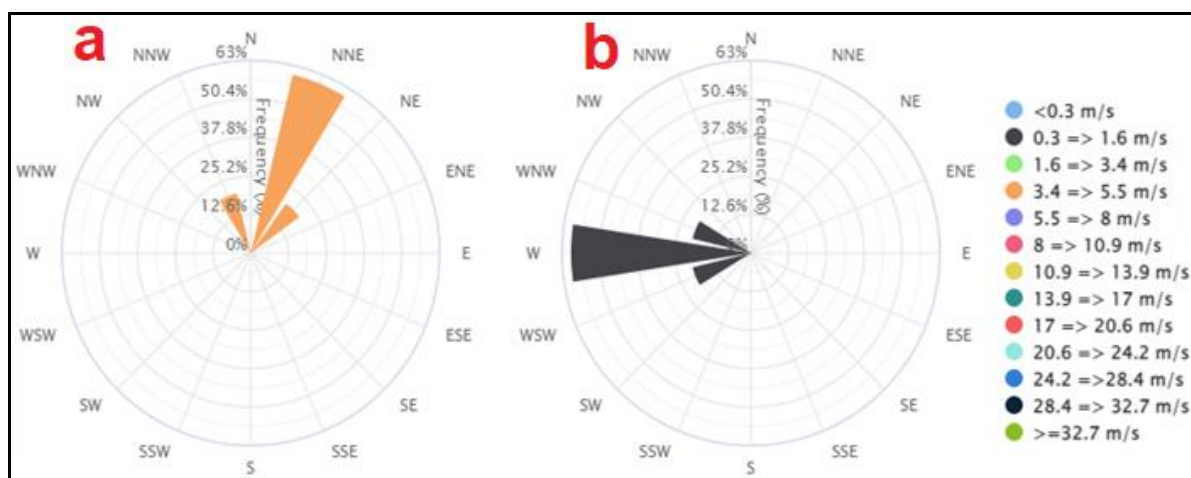 a
N
63%
NNW
NNE
NW
50.4%
NE
37.8%
Frequency (%)
WNW
25.2%
ENE
12.6%
W
0%
E
WSW
ESE
SW
SE
SSW
SSE
S
b
N
63%
NNW
NNE
NW
50.4%
NE
37.8%
Frequency (%)
WNW
25.2%
ENE
12.6%
W
E
WSW
ESE
SW
SE
SSW
SSE
S
<0.3 m/s
0.3 => 1.6 m/s
1.6 => 3.4 m/s
3.4 => 5.5 m/s
5.5 => 8 m/s
8 => 10.9 m/s
10.9 => 13.9 m/s
13.9 => 17 m/s
17 => 20.6 m/s
20.6 => 24.2 m/s
24.2 =>28.4 m/s
28.4 => 32.7 m/s
>=32.7 m/s